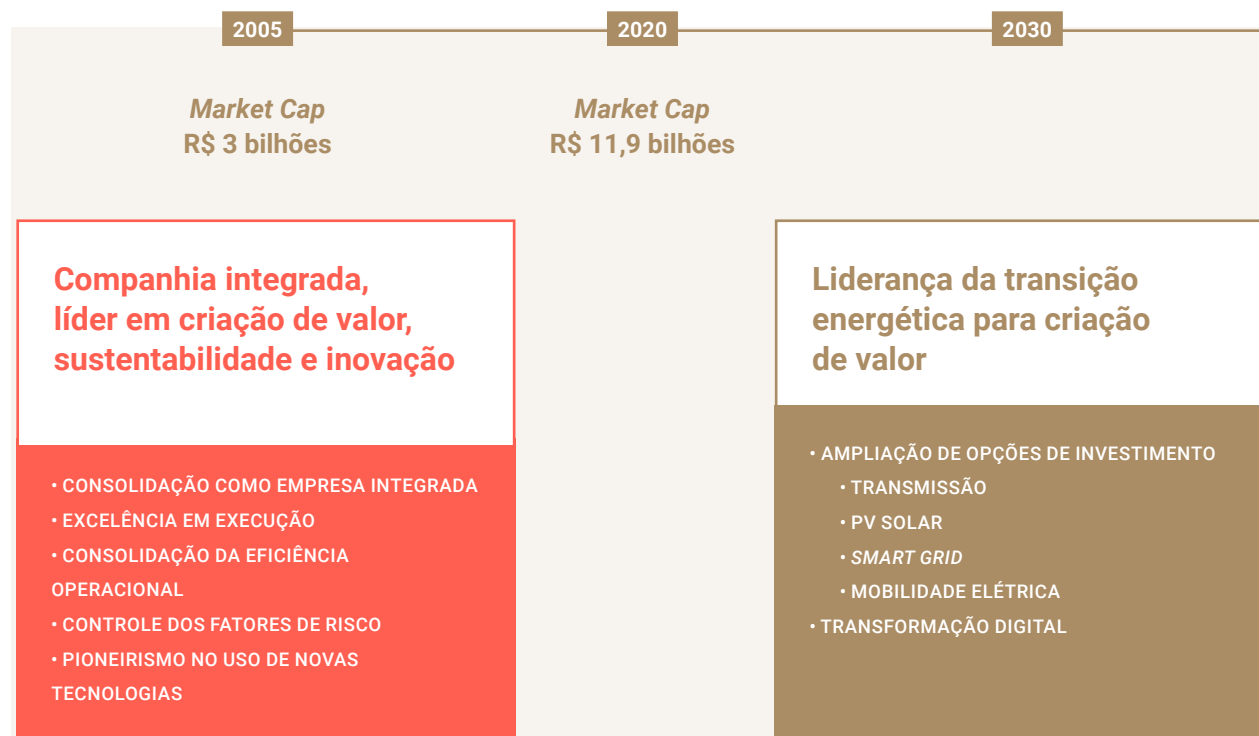 2005
2020
2030
Market Cap
R$ 3 bilhões
Market Cap
R$ 11,9 bilhões
Companhia integrada,
líder em criação de valor,
sustentabilidade e inovação
• CONSOLIDAÇÃO COMO EMPRESA INTEGRADA
• EXCELÊNCIA EM EXECUÇÃO
• CONSOLIDAÇÃO DA EFICIÊNCIA
OPERACIONAL
• CONTROLE DOS FATORES DE RISCO
• PIONEIRISMO NO USO DE NOVAS
TECNOLOGIAS
Liderança da transição
energética para criação
de valor
• AMPLIAÇÃO DE OPÇÕES DE INVESTIMENTO
• TRANSMISSÃO
• PV SOLAR
• SMART GRID
• MOBILIDADE ELÉTRICA
• TRANSFORMAÇÃO DIGITAL